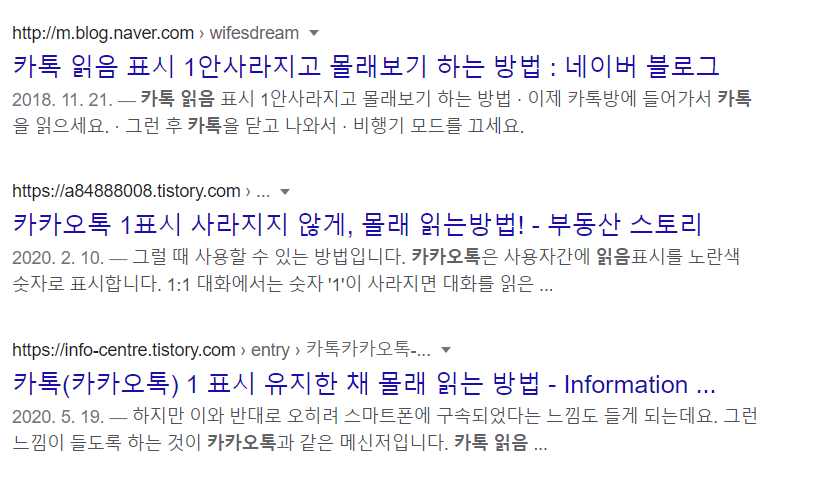 http://m.blog.naver.com › wifesdream
카톡 읽음 표시 1안사라지고 몰래보기 하는 방법 : 네이버 블로그
2018. 11. 21. — 카톡 읽음 표시 1안사라지고 몰래보기 하는 방법 · 이제 카톡방에 들어가서 카톡
을 읽으세요. · 그런 후 카톡을 닫고 나와서 · 비행기 모드를 끄세요.
https://a84888008.tistory.com › ...
카카오톡 1표시 사라지지 않게, 몰래 읽는방법! - 부동산 스토리
2020. 2. 10. — 그럴 때 사용할 수 있는 방법입니다. 카카오톡은 사용자간에 읽음표시를 노란색
숫자로 표시합니다. 1:1 대화에서는 숫자 '1'이 사라지면 대화를 읽은 ...
https://info-centre.tistory.com › entry › 카톡카카오톡-...
카톡(카카오톡) 1 표시 유지한 채 몰래 읽는 방법 - Information ...
2020. 5. 19. — 하지만 이와 반대로 오히려 스마트폰에 구속되었다는 느낌도 들게 되는데요. 그런
느낌이 들도록 하는 것이 카카오톡과 같은 메신저입니다. 카톡 읽음 ...